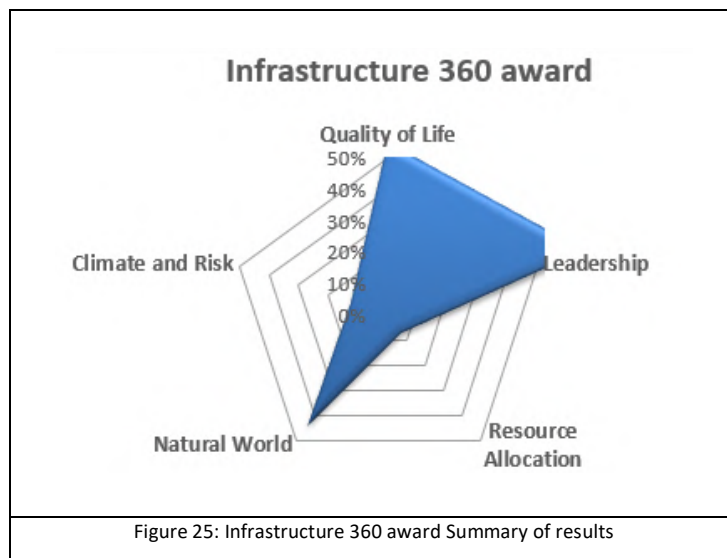 Infrastructure 360 award
Quality of Life
50%
40%
30%
20%
10%
0%
Climate and Risk
Leadership
Natural World
Resource
Allocation
Figure 25: Infrastructure 360 award Summary of results